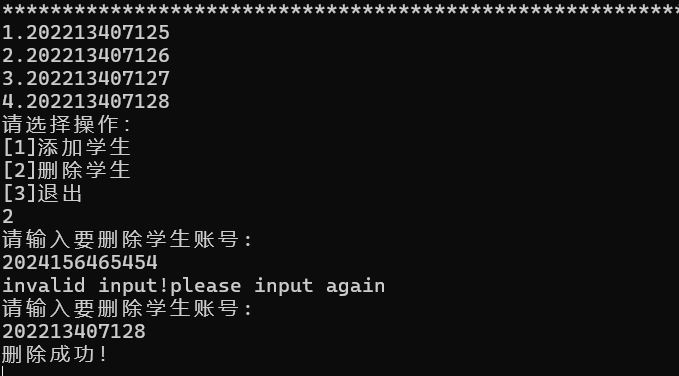 ********************************************************
1.202213407125
2.202213407126
3.202213407127
4.202213407128
请选择操作:
[1]添加学生
[2]删除学生
[3]退出
2
请输入要删除学生账号:
2024156465454
invalid input!please input again
请输入要删除学生账号:
202213407128
删除成功!